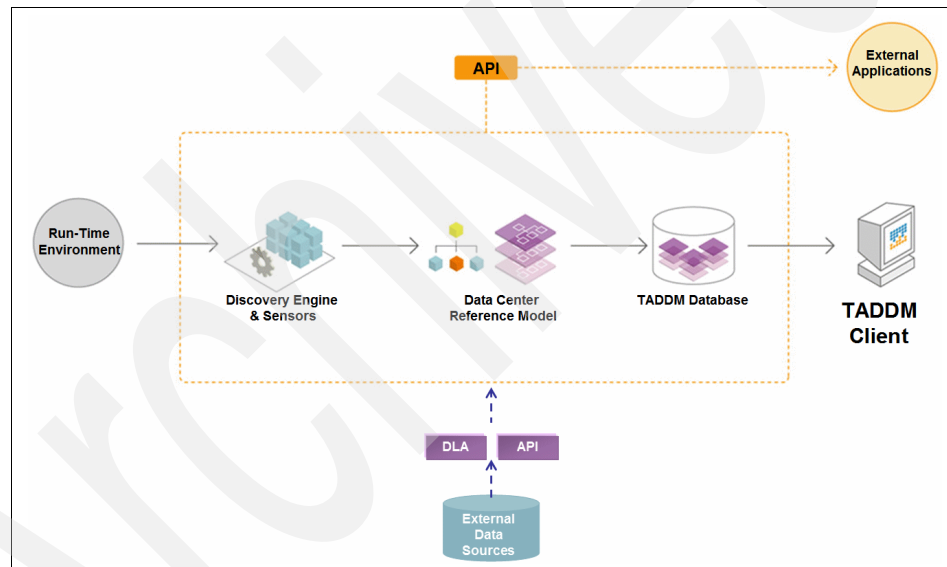 API
External
Applications
Run-Time
Environment
Discovery Engine
& Sensors
Data Center
Reference Model
TADDM Database
TADDM
Client
DLA
API
External
Data
Sources